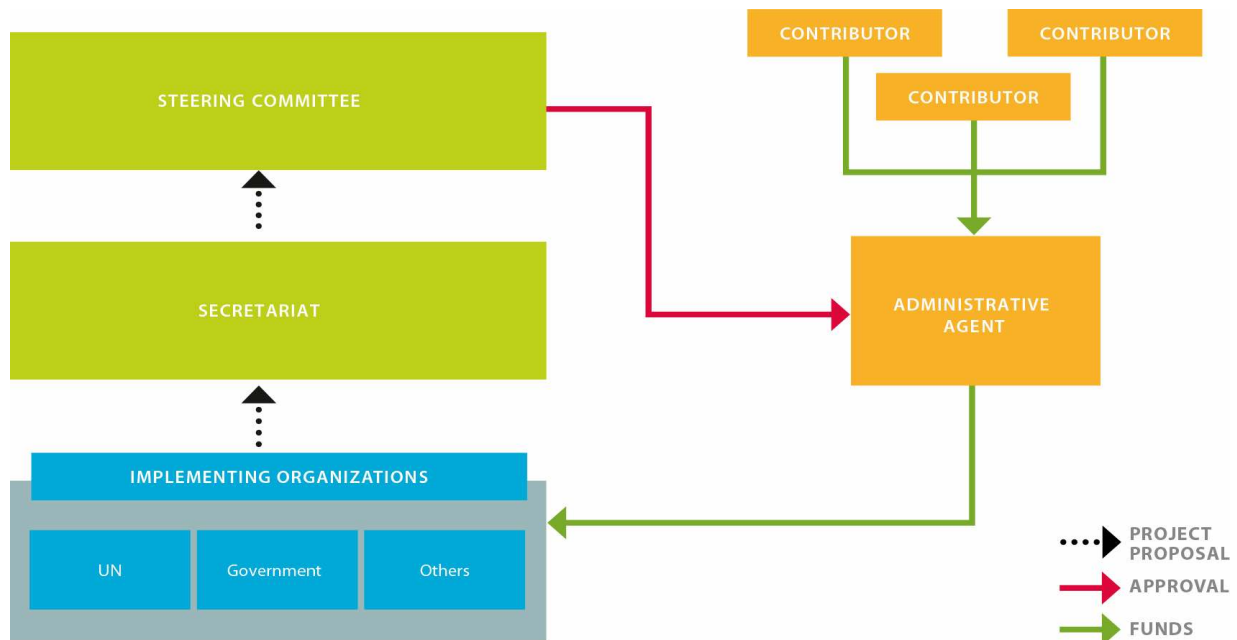 CONTRIBUTOR
CONTRIBUTOR
CONTRIBUTOR
STEERING COMMITTEE
SECRETARIAT
ADMINISTRATIVE
AGENT
IMPLEMENTING ORGANIZATIONS
UN
Government
Others
PROJECT
PROPOSAL
APPROVAL
FUNDS